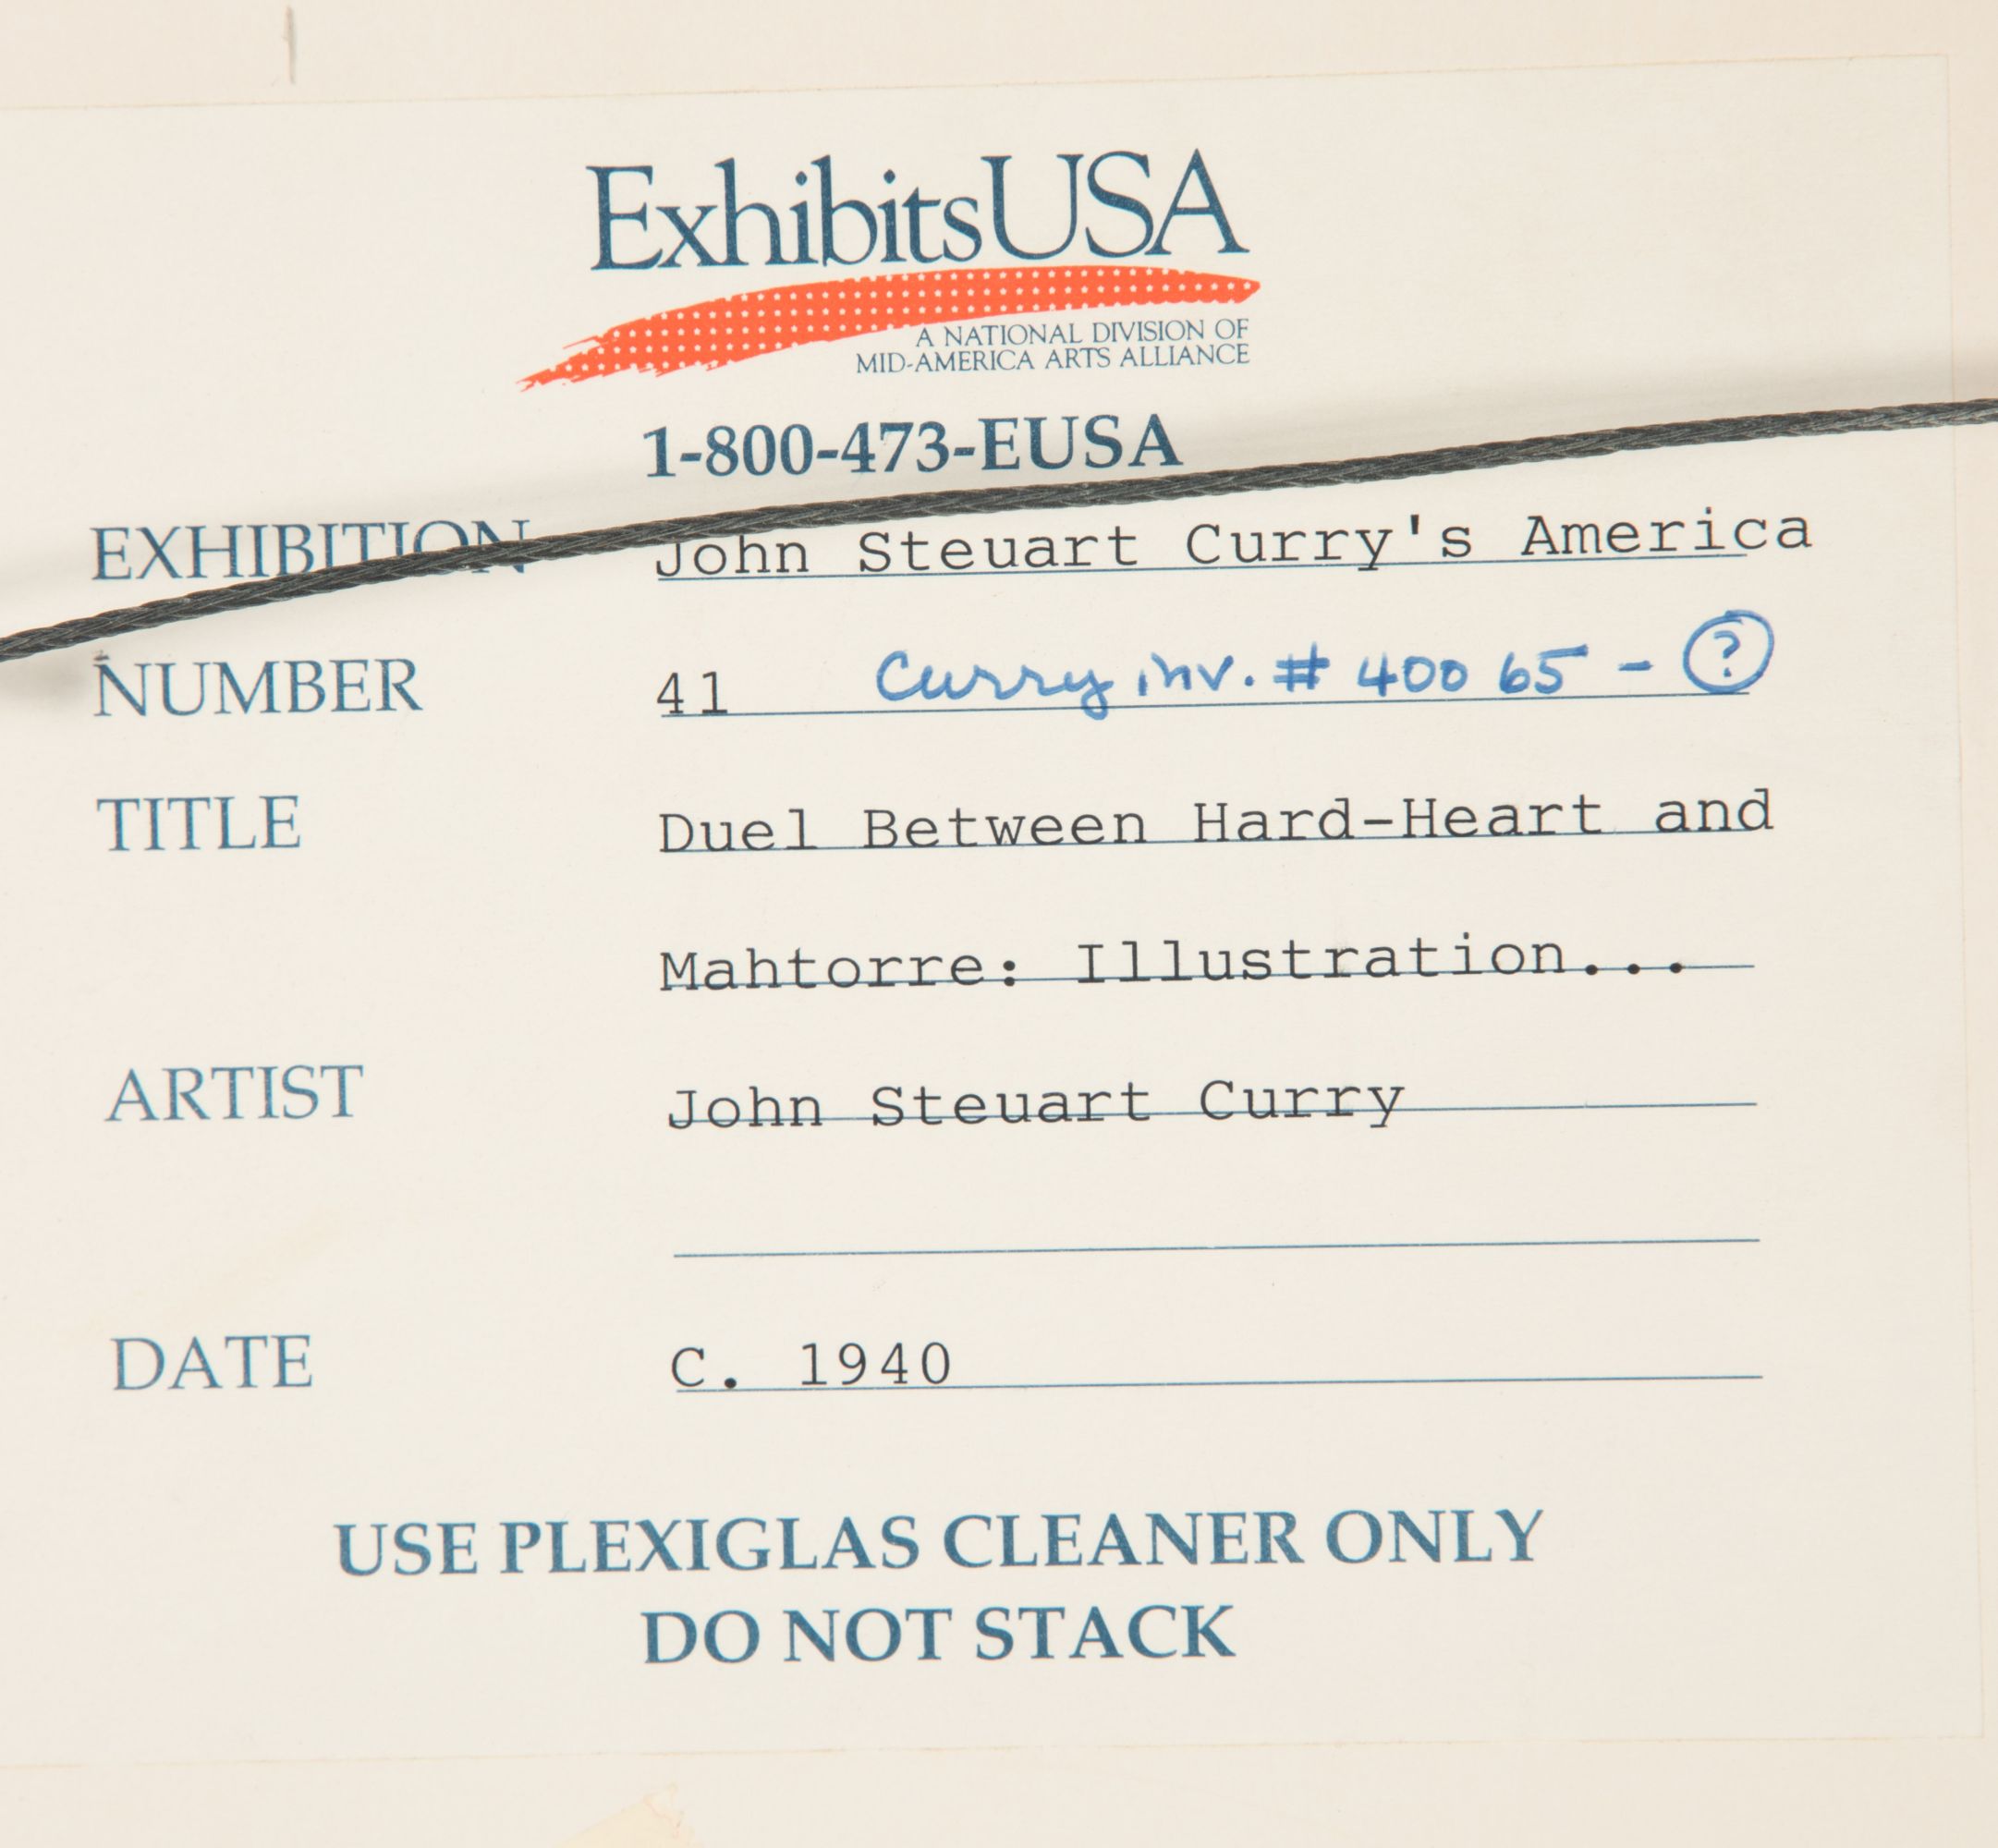 ExhibitsUSA
A NATIONAL DIVISION OF
MID-AMERICA ARTS ALLIANCE
1-800-473-EUSA
EXHIBITION John Steuart Curry's America
NUMBER 41 Curry inv. # 400 65 - ?
TITLE Duel Between Hard-Heart and
Mahtorre: Illustration...
ARTIST John Steuart Curry
DATE C. 1940
USE PLEXIGLAS CLEANER ONLY
DO NOT STACK